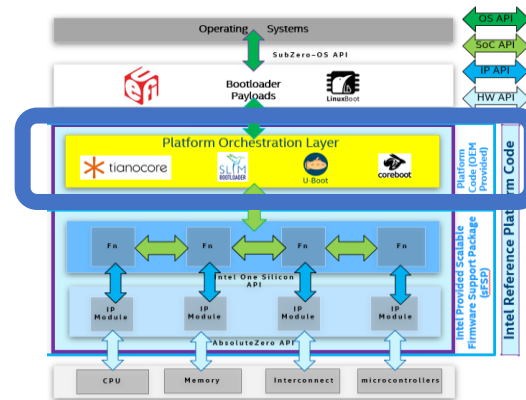 Operating Systems
OS API
SoC API
IP API
HW API
SubZero-OS API
UEFI
Bootloader
Payloads
LinuxBoot
Platform Orchestration Layer
tianocore
SLIM
BOOTLOADER
U-Boot
coreboot
Platform
Code (OEM
Provided)
Intel Reference Platform Code
Fn
Fn
Fn
Fn
Intel One Silicon
API
IP
Module
IP
Module
IP
Module
IP
Module
AbsoluteZero API
Intel Provided Scalable
Firmware Support Package
(sFSP)
CPU
Memory
Interconnect
microcontrollers